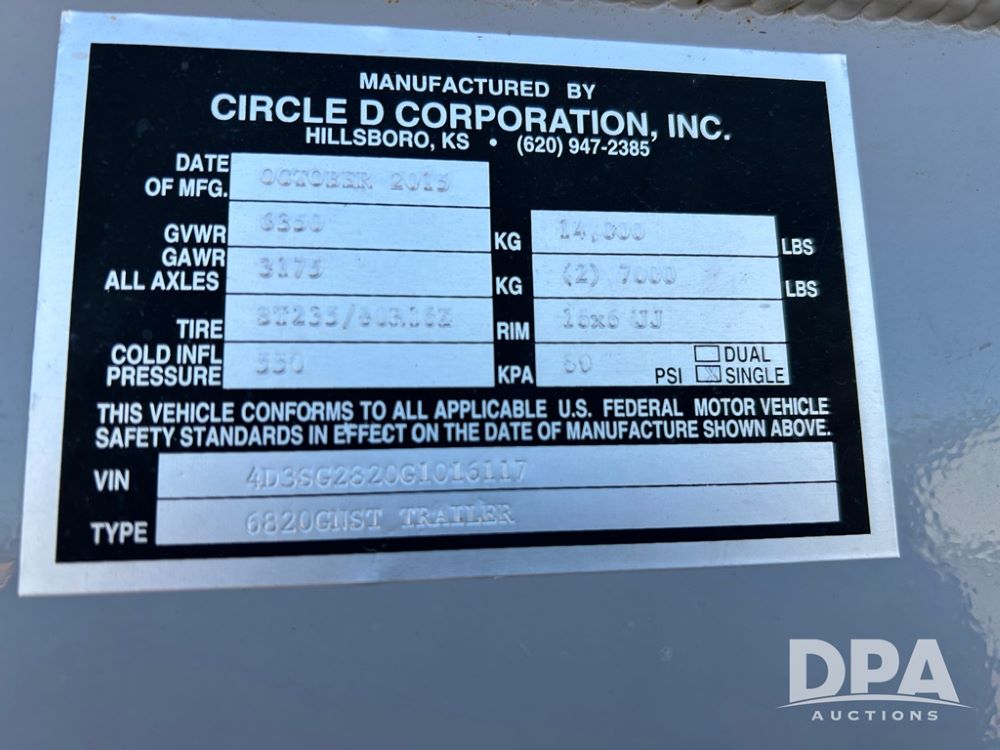 MANUFACTURED BY
CIRCLE D CORPORATION, INC.
HILLSBORO, KS • (620) 947-2385
DATE OF MFG. OCTOBER 2015
GVWR 6350 KG 14,000 LBS
GAWR ALL AXLES 3175 KG (2) 7000 LBS
TIRE ST235/80R16E RIM 16x6 JJ
COLD INFL PRESSURE 550 KPA 80 PSI DUAL SINGLE
THIS VEHICLE CONFORMS TO ALL APPLICABLE U.S. FEDERAL MOTOR VEHICLE
SAFETY STANDARDS IN EFFECT ON THE DATE OF MANUFACTURE SHOWN ABOVE.
VIN 4D3SG2820G1016117
TYPE 6820GNST TRAILER
DPA
AUCTIONS